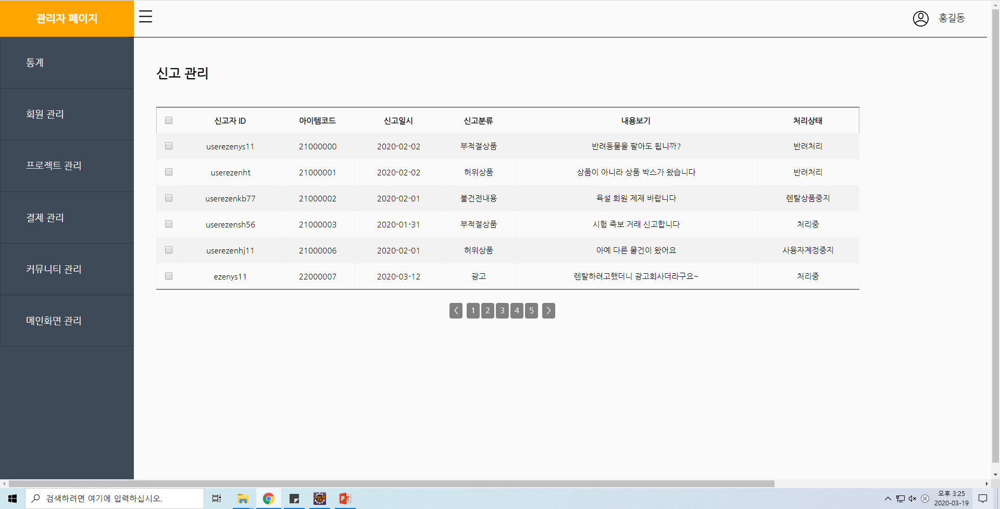 관리자 페이지
홍길동
통계
회원 관리
프로젝트 관리
결제 관리
커뮤니티 관리
메인화면 관리
신고 관리
신고자 ID 아이템코드 신고일시 신고분류 내용보기 처리상태
userezenys11 21000000 2020-02-02 부적절상품 반려동물을 팔아도 됩니까? 반려처리
userezenht 21000001 2020-02-02 허위상품 상품이 아니라 상품 박스가 왔습니다 반려처리
userezenkb77 21000002 2020-02-01 불건전내용 욕설 회원 제재 바랍니다 렌탈상품중지
userezensh56 21000003 2020-01-31 부적절상품 시험 족보 거래 신고합니다 처리중
userezenhj11 21000006 2020-02-01 허위상품 아예 다른 물건이 왔어요 사용자계정중지
ezenys11 22000007 2020-03-12 광고 렌탈하려고했더니 광고회사더라구요~ 처리중
< 1 2 3 4 5 >
검색하려면 여기에 입력하십시오.
오후 3:25
2020-03-19